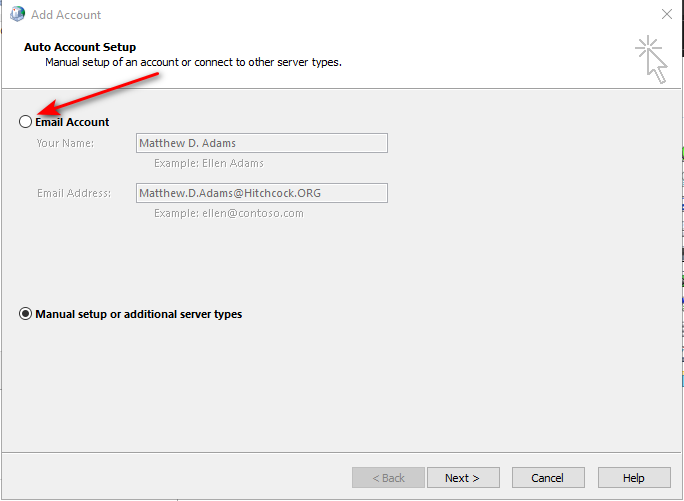 Add Account
Auto Account Setup
Manual setup of an account or connect to other server types.
Email Account
Your Name: Matthew D. Adams
Example: Ellen Adams
Email Address: Matthew.D.Adams@Hitchcock.ORG
Example: ellen@contoso.com
Manual setup or additional server types
< Back Next > Cancel Help